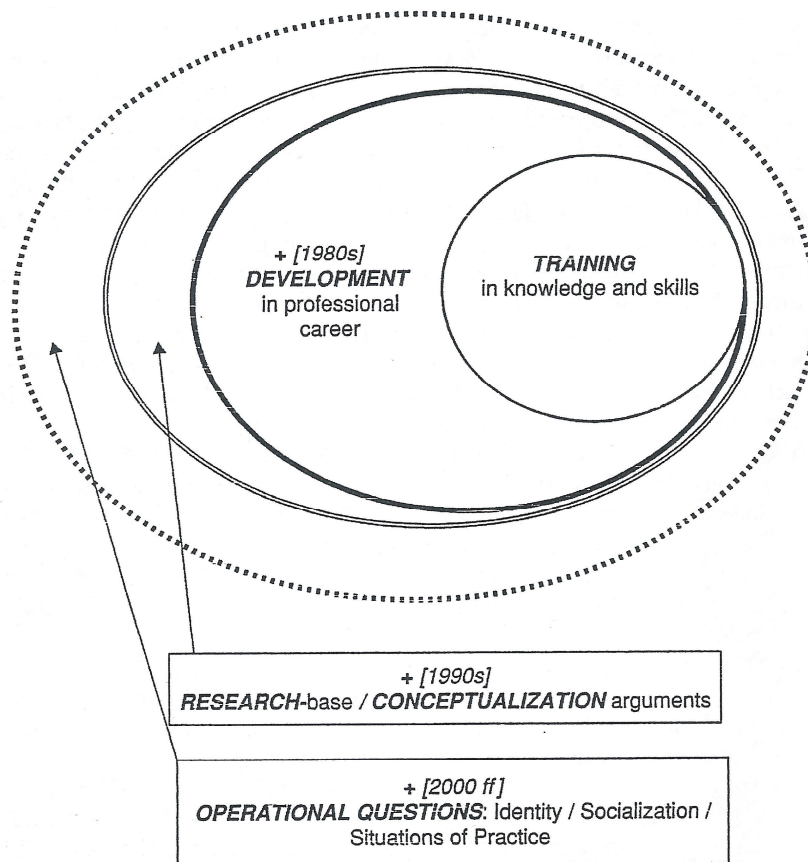 + [1980s]
DEVELOPMENT
in professional
career
TRAINING
in knowledge and skills
+ [1990s]
RESEARCH-base / CONCEPTUALIZATION arguments
+ [2000 ff]
OPERATIONAL QUESTIONS: Identity / Socialization /
Situations of Practice